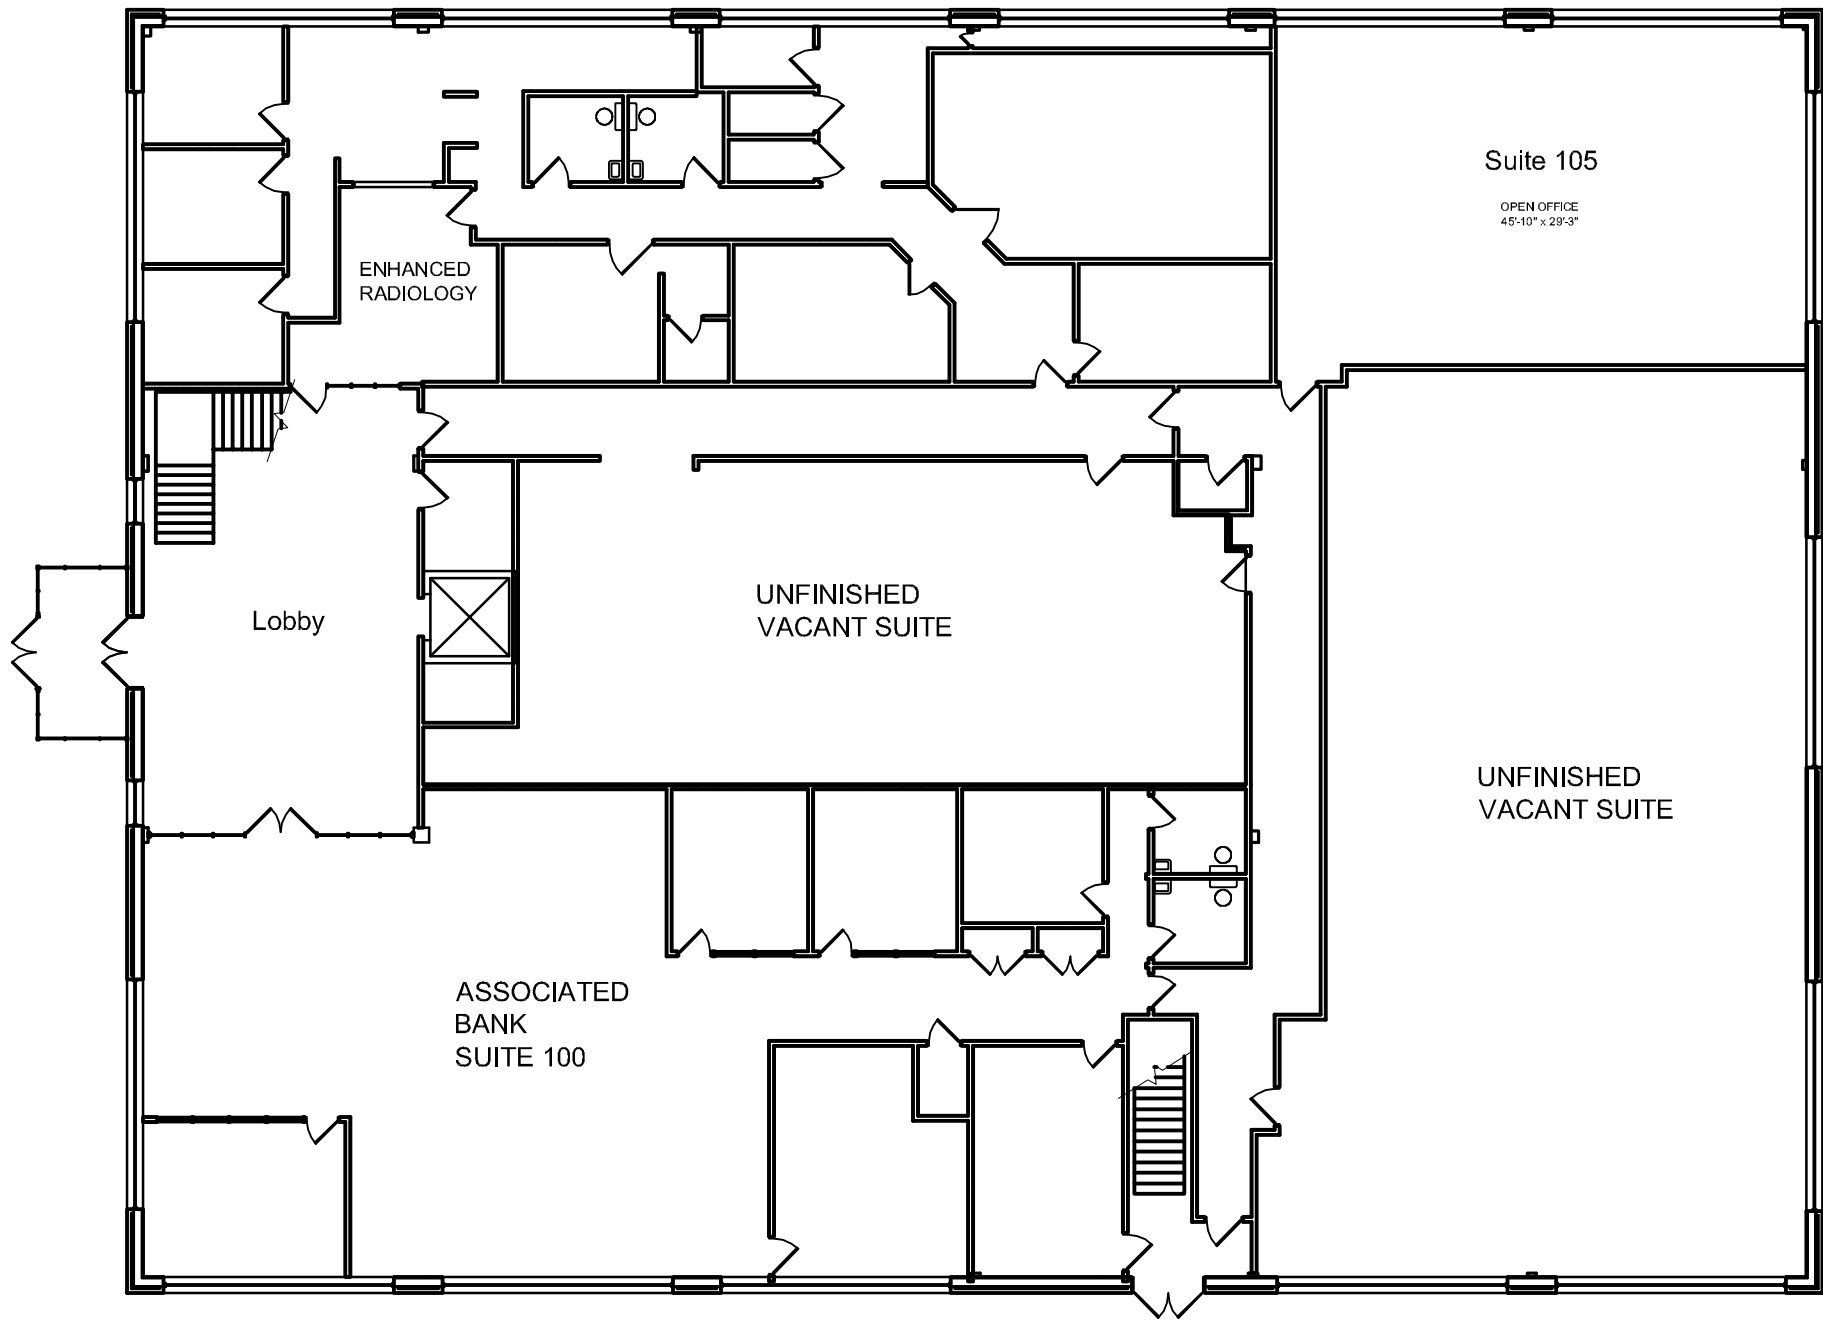 Suite 105
OPEN OFFICE
45'-10" x 29'-3"
ENHANCED
RADIOLOGY
UNFINISHED
VACANT SUITE
Lobby
UNFINISHED
VACANT SUITE
ASSOCIATED
BANK
SUITE 100